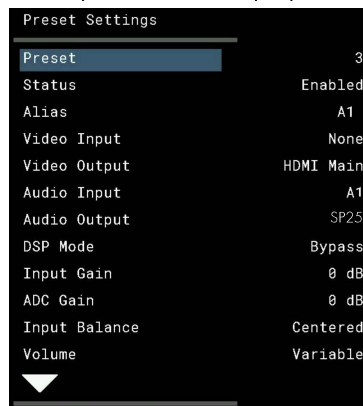 Preset Settings
Preset 3
Status Enabled
Alias A1
Video Input None
Video Output HDMI Main
Audio Input A1
Audio Output SP25
DSP Mode Bypass
Input Gain 0 dB
ADC Gain 0 dB
Input Balance Centered
Volume Variable